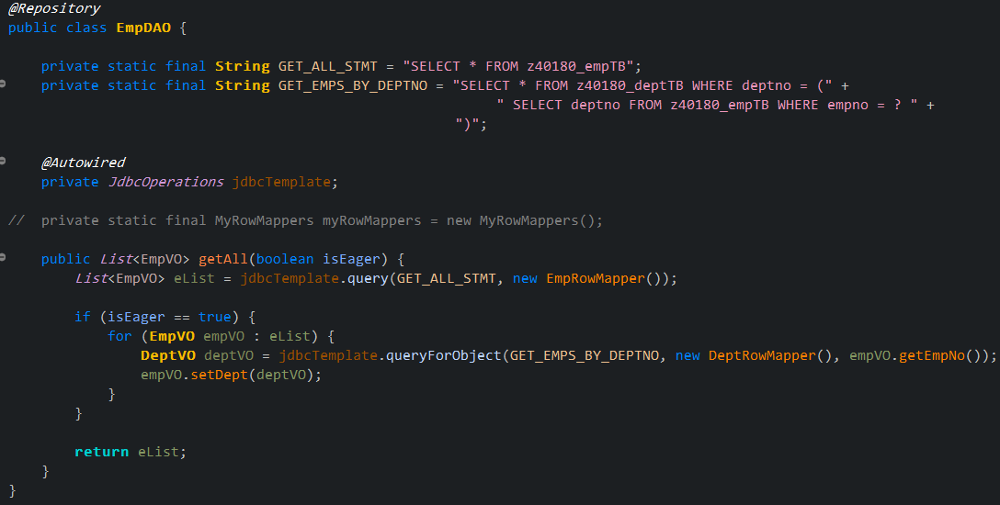 @Repository
public class EmpDAO {
    private static final String GET_ALL_STMT = "SELECT * FROM z40180_empTB";
    private static final String GET_EMPS_BY_DEPTNO = "SELECT * FROM z40180_deptTB WHERE deptno = (" +
                                                          " SELECT deptno FROM z40180_empTB WHERE empno = ? " +
                                                     ")";
    @Autowired
    private JdbcOperations jdbcTemplate;
//  private static final MyRowMappers myRowMappers = new MyRowMappers();
    public List<EmpVO> getAll(boolean isEager) {
        List<EmpVO> eList = jdbcTemplate.query(GET_ALL_STMT, new EmpRowMapper());
        if (isEager == true) {
            for (EmpVO empVO : eList) {
                DeptVO deptVO = jdbcTemplate.queryForObject(GET_EMPS_BY_DEPTNO, new DeptRowMapper(), empVO.getEmpNo());
                empVO.setDept(deptVO);
            }
        }
        return eList;
    }
}